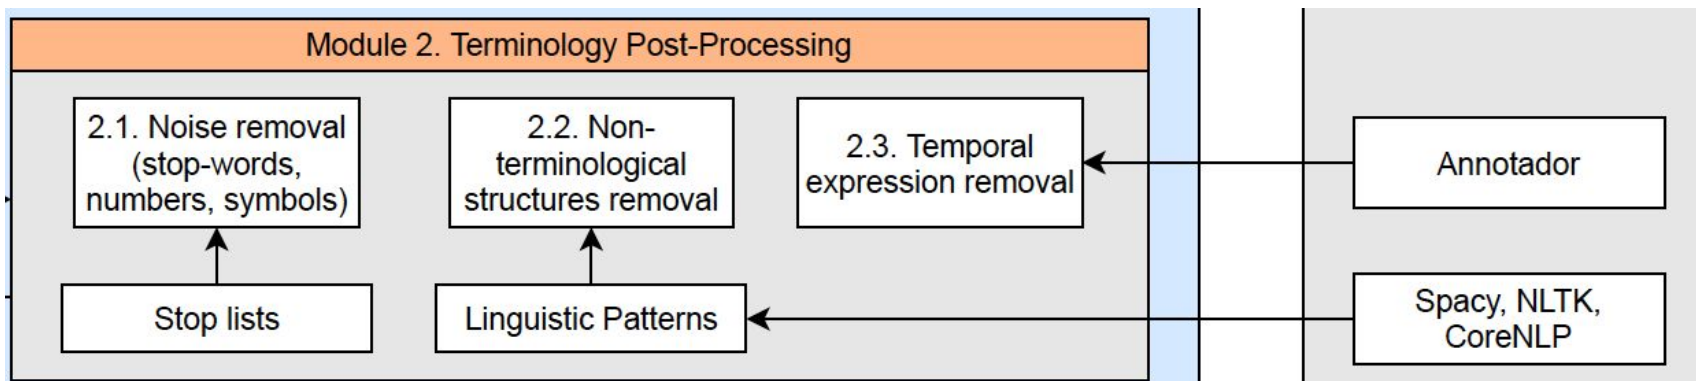 Module 2. Terminology Post-Processing
2.1. Noise removal
(stop-words,
numbers, symbols)
2.2. Non-
terminological
structures removal
2.3. Temporal
expression removal
Annotador
Stop lists
Linguistic Patterns
Spacy, NLTK,
CoreNLP